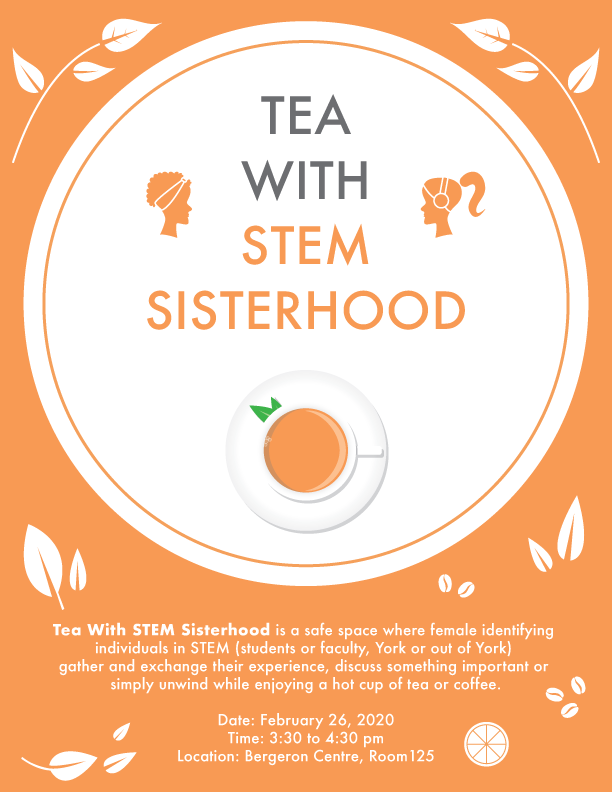 TEA
WITH
STEM
SISTERHOOD
Tea With STEM Sisterhood is a safe space where female identifying
individuals in STEM (students or faculty, York or out of York)
gather and exchange their experience, discuss something important or
simply unwind while enjoying a hot cup of tea or coffee.
Date: February 26, 2020
Time: 3:30 to 4:30 pm
Location: Bergeron Centre, Room125